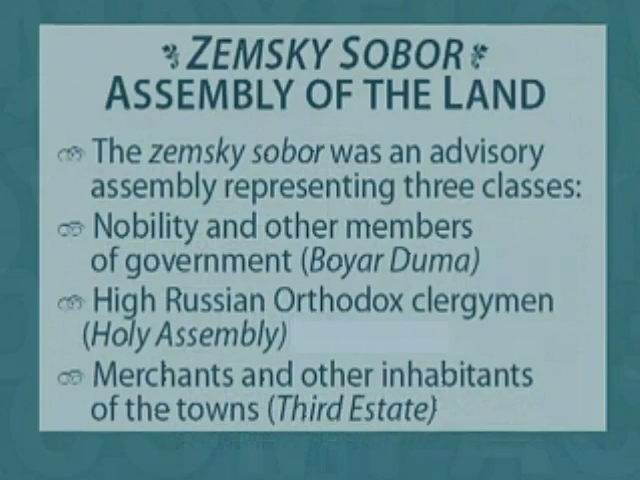 ZEMSKY SOBOR
ASSEMBLY OF THE LAND
The zemsky sobor was an advisory
assembly representing three classes:
Nobility and other members
of government (Boyar Duma)
High Russian Orthodox clergymen
(Holy Assembly)
Merchants and other inhabitants
of the towns (Third Estate)